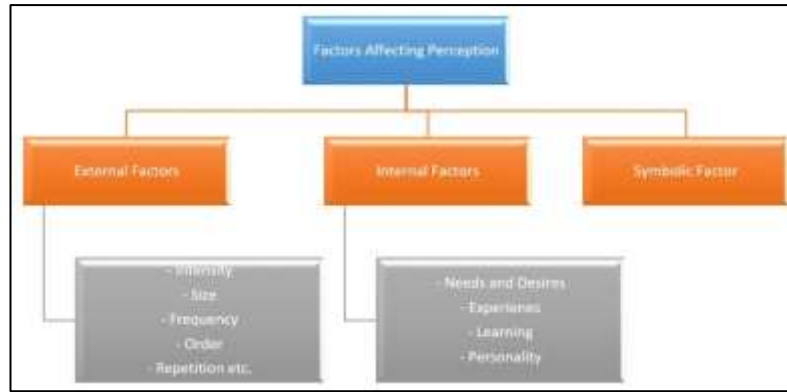 Factors Affecting Perception
External Factors
Internal Factors
Symbolic Factor
- Intensity
- Size
- Frequency
- Order
- Repetition etc.
- Needs and Desires
- Experienes
- Learning
- Personality